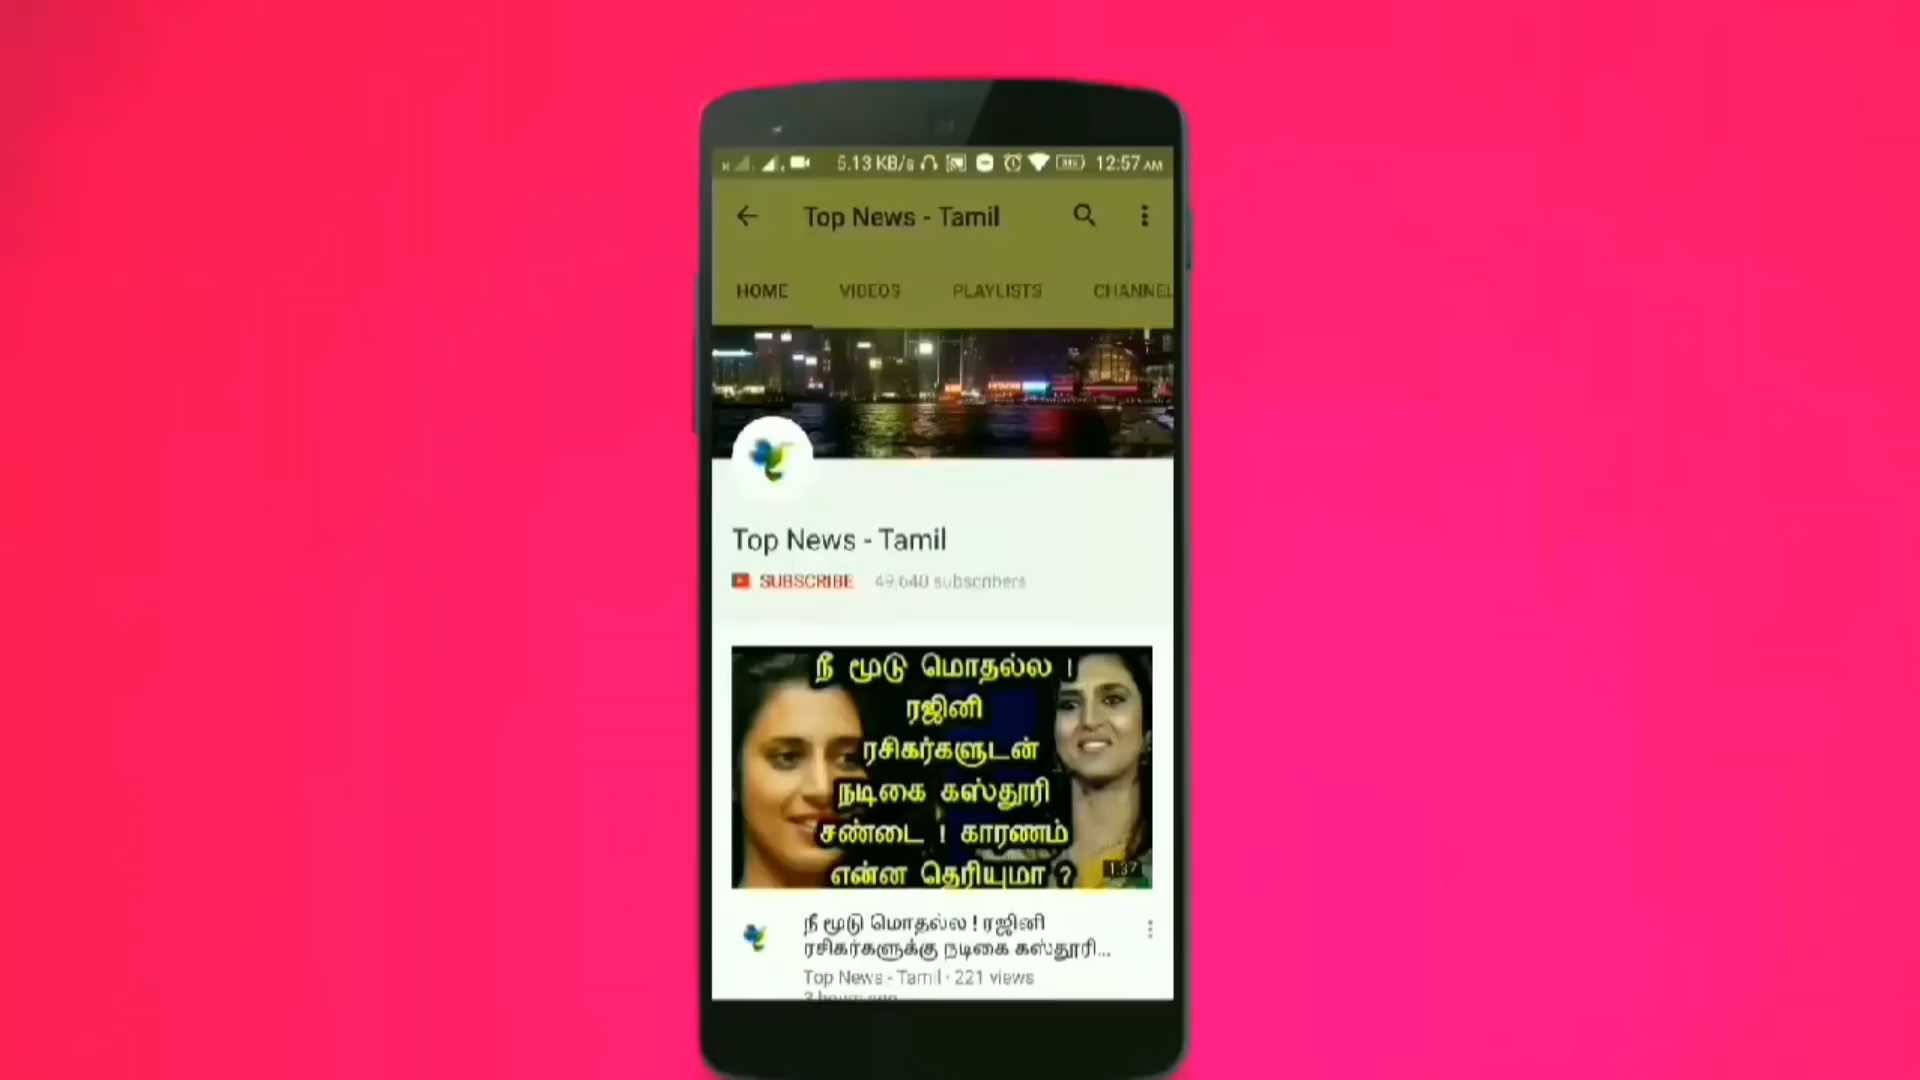 5.13 KB/s 12:57 AM
Top News - Tamil
HOME VIDEOS PLAYLISTS CHANNEL
Top News - Tamil
SUBSCRIBE 49,640 subscribers
நீ மூடு மொதல்ல !
ரஜினி
ரசிகர்களுடன்
நடிகை கஸ்தூரி
சண்டை ! காரணம்
என்ன தெரியுமா ?
1:37
நீ மூடு மொதல்ல ! ரஜினி
ரசிகர்களுக்கு நடிகை கஸ்தூரி...
Top News - Tamil · 221 views